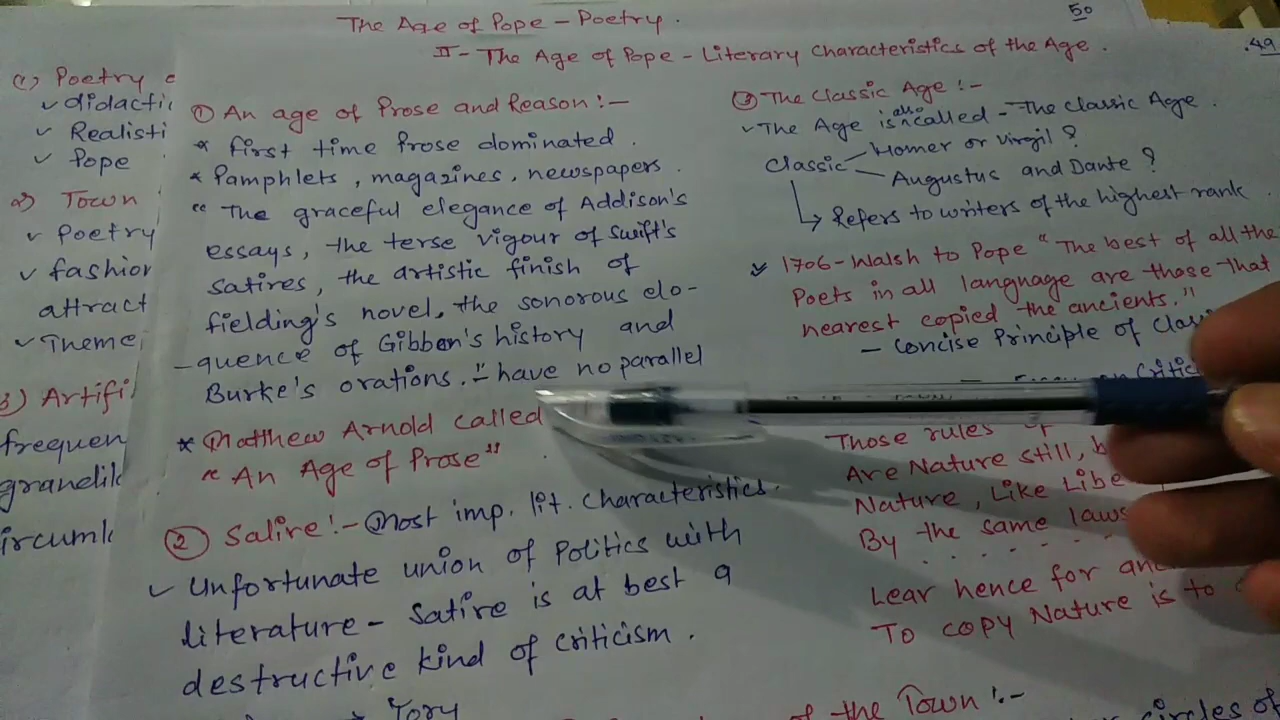 The Age of Pope - Poetry.
50
II - The Age of Pope - Literary characteristics of the Age.
49
(1) Poetry
✓ didactic
✓ Realisti
✓ Pope
2) Town
✓ Poetry
✓ fashion
attract
✓ Theme
3) Artifi
frequen
grandil
ircuml
① An age of Prose and Reason :-
* first time Prose dominated.
* Pamphlets, magazines, newspapers.
"The graceful elegance of Addison's
essays, the terse vigour of Swift's
satires, the artistic finish of
fielding's novel, the sonorous elo-
-quence of Gibben's history and
Burke's orations." - have no parallel
* Matthew Arnold called
"An Age of Prose"
② Satire :- Most imp. lit. characteristics.
✓ Unfortunate union of Politics with
literature - Satire is at best a
destructive kind of criticism.
Tory
③ The Classic Age :-
✓ The Age is also called - The Classic Age.
Classic - Homer or Virgil?
- Augustus and Dante?
↳ Refers to writers of the highest rank
✓ 1706 - Walsh to Pope "The best of all the
Poets in all language are those that
nearest copied the ancients."
- Concise Principle of Clas
Critic
Those rules of
Are Nature still, b
Nature, Like Libe
By the same laws
. . . . . .
Lear hence for an
To copy Nature is to
of the Town :-
circles of